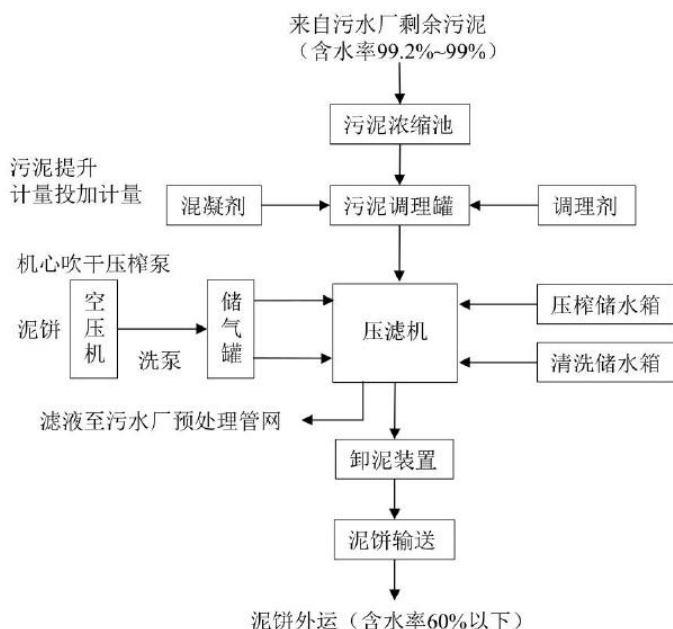 来自污水厂剩余污泥
（含水率99.2%~99%）
污泥浓缩池
污泥提升
计量投加计量
混凝剂
污泥调理罐
调理剂
机心吹干压榨泵
泥饼
空压机
洗泵
储气罐
压滤机
压榨储水箱
清洗储水箱
滤液至污水厂预处理管网
卸泥装置
泥饼输送
泥饼外运（含水率60%以下）